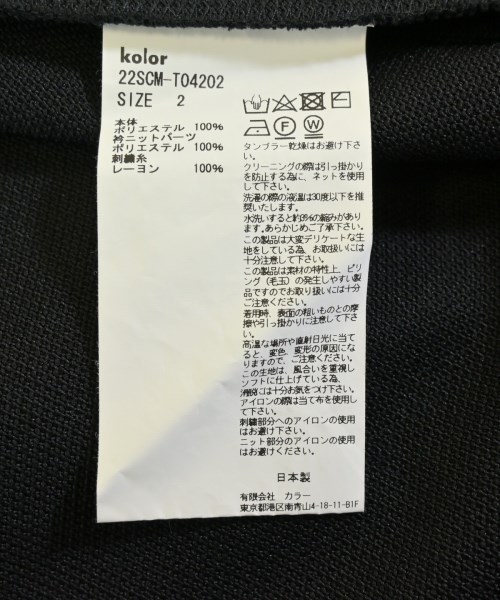 kolor
22SCM-T04202
SIZE 2
本体
ポリエステル 100%
衿ニットパーツ
ポリエステル 100%
刺繍糸
レーヨン 100%
タンブラー乾燥はお避け下さい。
クリーニングの際は引っ掛かりを防止する為に、ネットを使用して下さい。
洗濯の際の液温は30度以下を推奨いたします。
水洗いすると約3%の縮みがあります。あらかじめご了承下さい。
この製品は大変デリケートな生地をしている為、お取扱いには十分注意して下さい。
この製品は素材の特性上、ピリング(毛玉)の発生しやすい製品ですのでお取り扱いには十分ご注意ください。
着用時、表面の粗いものとの摩擦や引っ掛かりに注意して下さい。
高温な場所や直射日光に当てると、変色、変形の原因になりますので、ご注意ください。
この生地は、風合いを重視しソフトに仕上げている為、
には十分お気をつけ下さい。
アイロンの際は当て布を使用して下さい。
刺繍部分へのアイロンの使用はお避け下さい。
ニット部分のアイロンの使用はお避け下さい。
日本製
有限会社 カラー
東京都港区南青山4-18-11-B1F